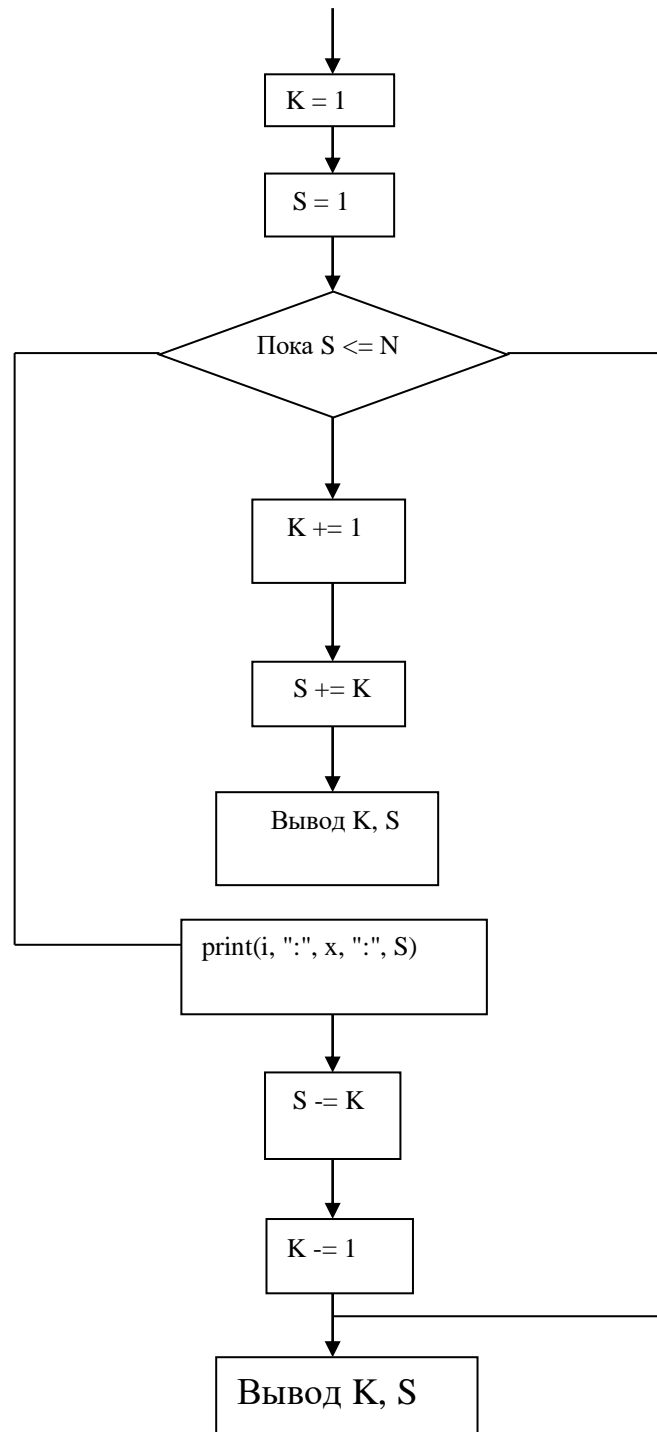 K = 1
S = 1
Пока S <= N
K += 1
S += K
Вывод K, S
print(i, ":", x, ":", S)
S -= K
K -= 1
Вывод K, S